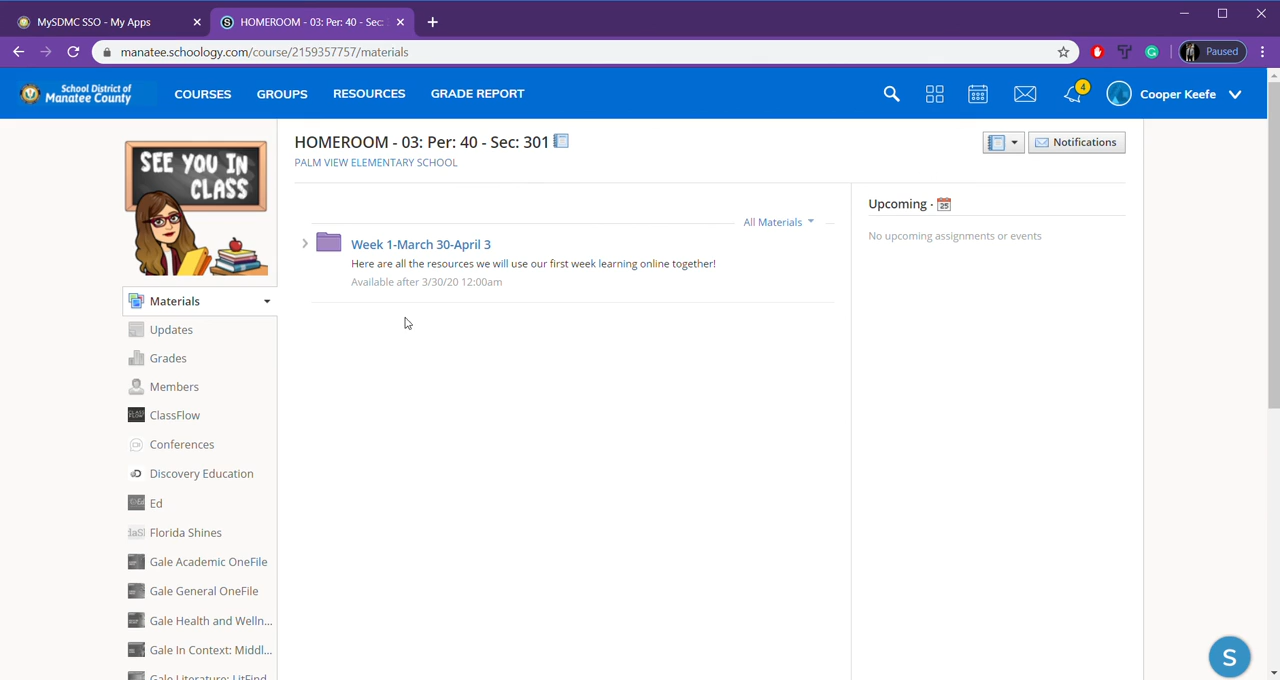 MySDMC SSO - My Apps
HOMEROOM - 03: Per: 40 - Sec:
manatee.schoology.com/course/2159357757/materials
Paused
School District of
Manatee County
COURSES GROUPS RESOURCES GRADE REPORT
4
Cooper Keefe
SEE YOU IN
CLASS
HOMEROOM - 03: Per: 40 - Sec: 301
PALM VIEW ELEMENTARY SCHOOL
Notifications
All Materials
Week 1-March 30-April 3
Here are all the resources we will use our first week learning online together!
Available after 3/30/20 12:00am
Upcoming · 25
No upcoming assignments or events
Materials
Updates
Grades
Members
ClassFlow
Conferences
Discovery Education
Ed
Florida Shines
Gale Academic OneFile
Gale General OneFile
Gale Health and Welln...
Gale In Context: Middl...
Gale Literature: LitFind...
S